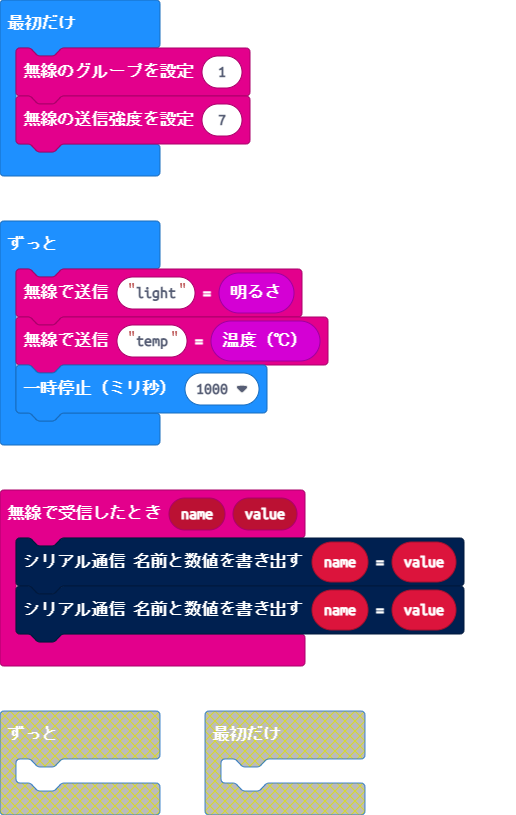 最初だけ
無線のグループを設定 1
無線の送信強度を設定 7
ずっと
無線で送信 "light" = 明るさ
無線で送信 "temp" = 温度（℃）
一時停止（ミリ秒） 1000
無線で受信したとき name value
シリアル通信 名前と数値を書き出す name = value
シリアル通信 名前と数値を書き出す name = value
ずっと 最初だけ